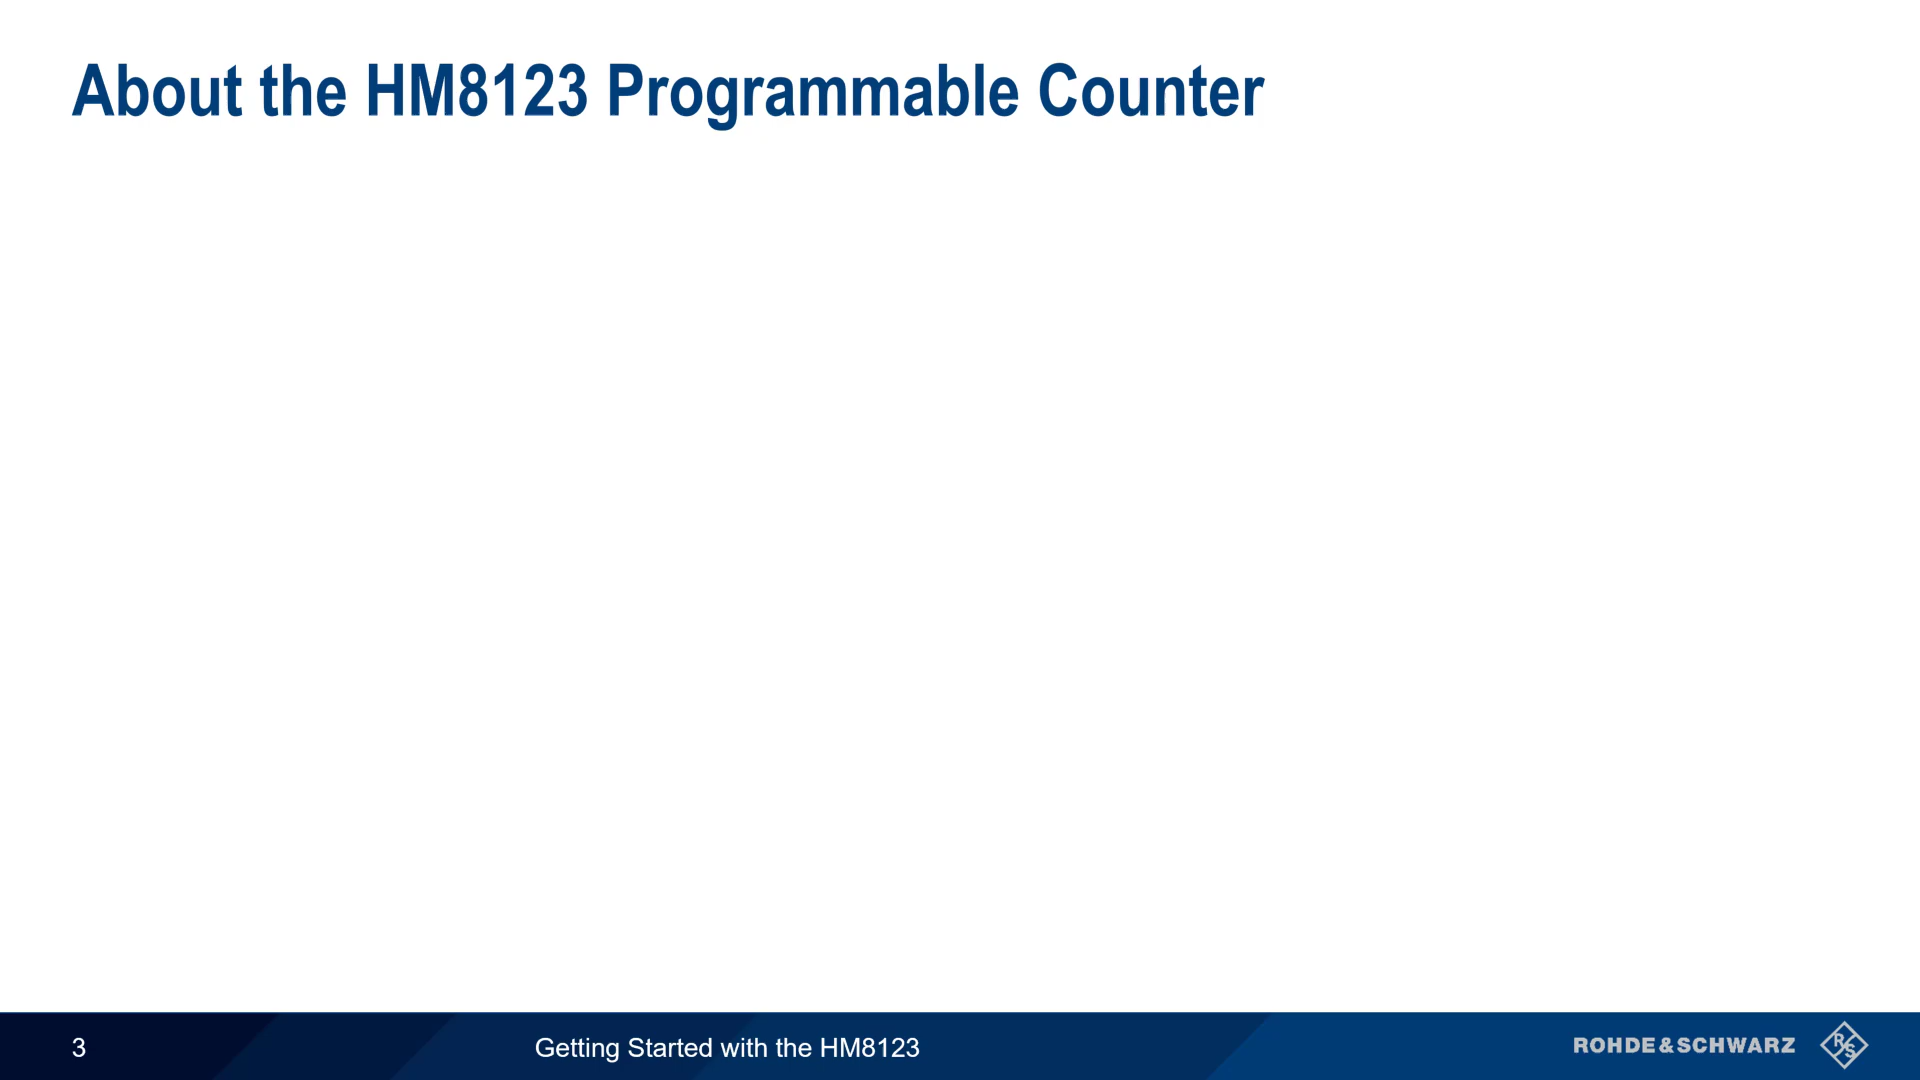 About the HM8123 Programmable Counter
3
Getting Started with the HM8123
ROHDE&SCHWARZ
R&S